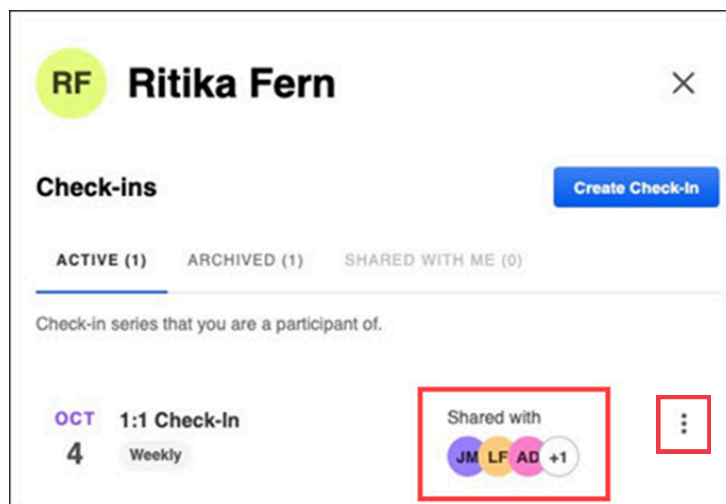 RF Ritika Fern
Check-ins
Create Check-In
ACTIVE (1) ARCHIVED (1) SHARED WITH ME (0)
Check-in series that you are a participant of.
OCT
4
1:1 Check-In
Weekly
Shared with
JM LF AD +1